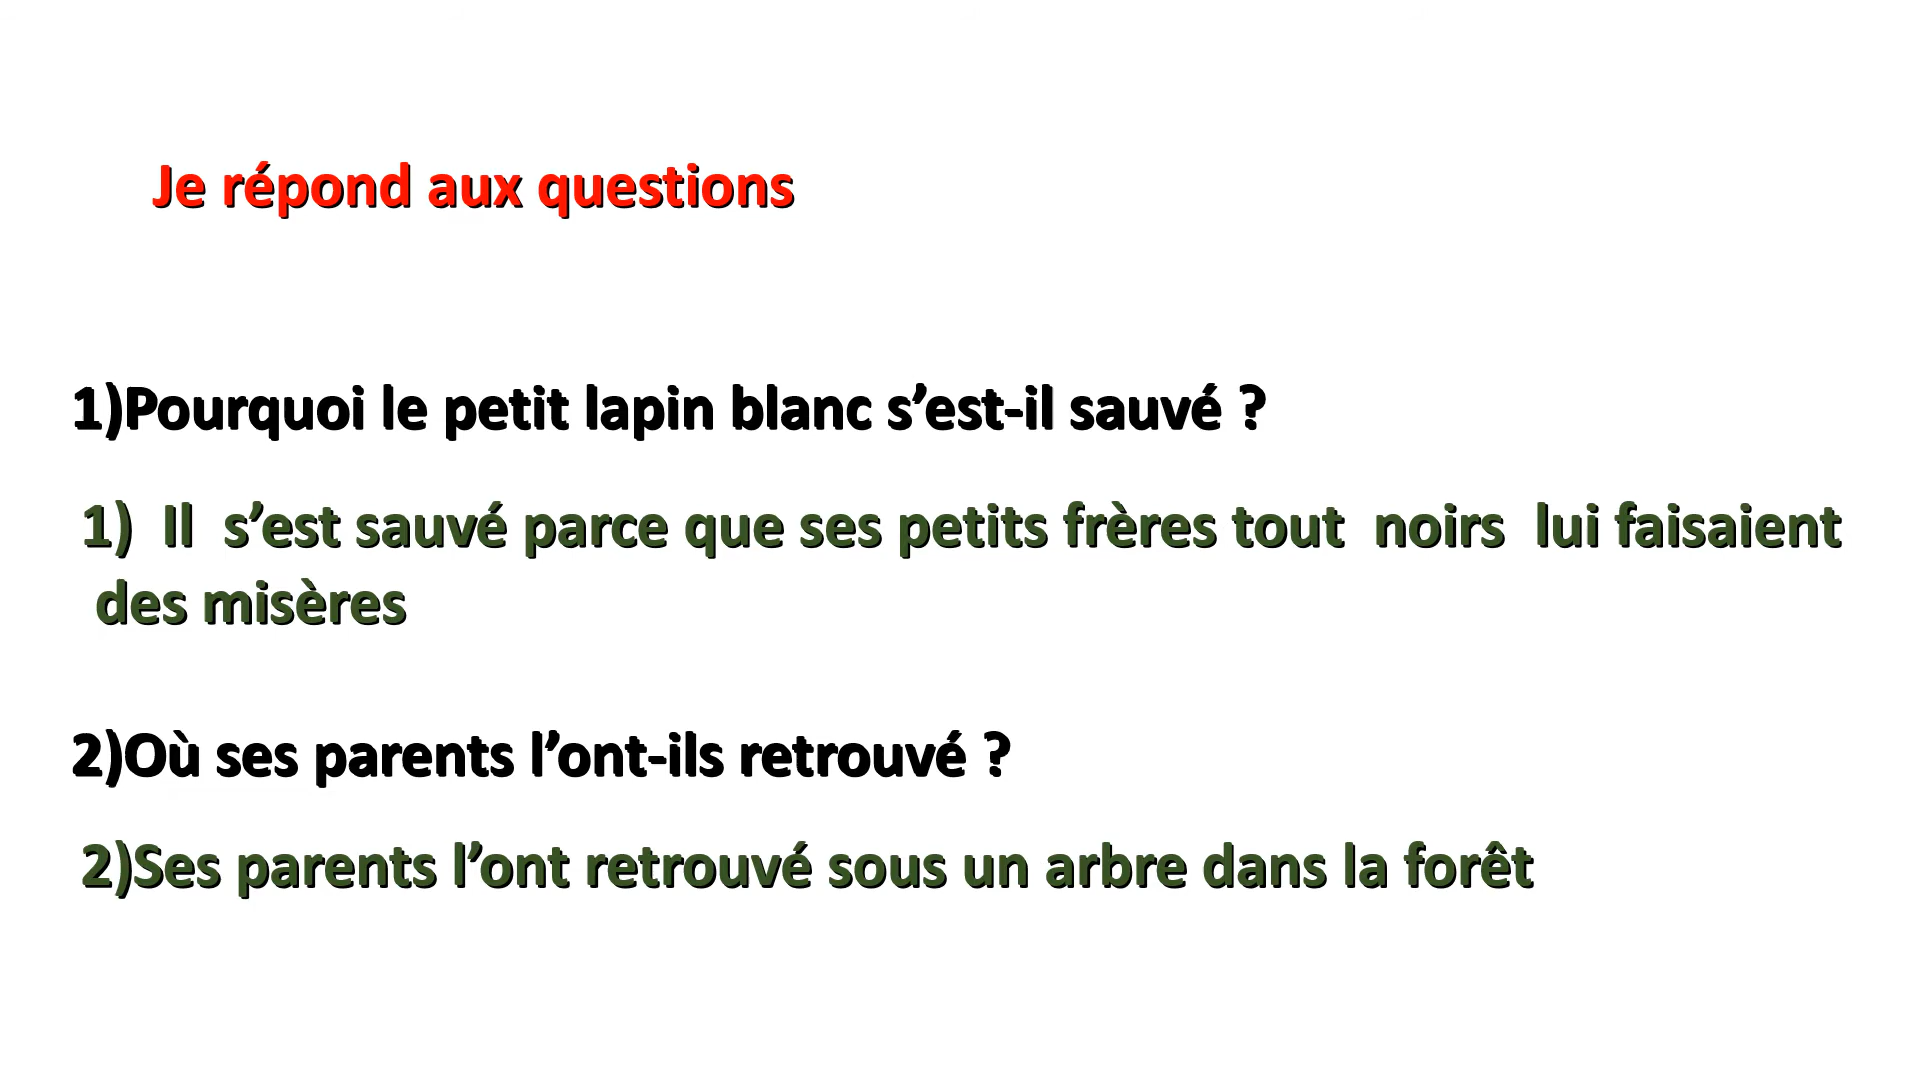 Je répond aux questions
1)Pourquoi le petit lapin blanc s’est-il sauvé ?
1)  Il  s’est sauvé parce que ses petits frères tout  noirs  lui faisaient
des misères
2)Où ses parents l’ont-ils retrouvé ?
2)Ses parents l’ont retrouvé sous un arbre dans la forêt